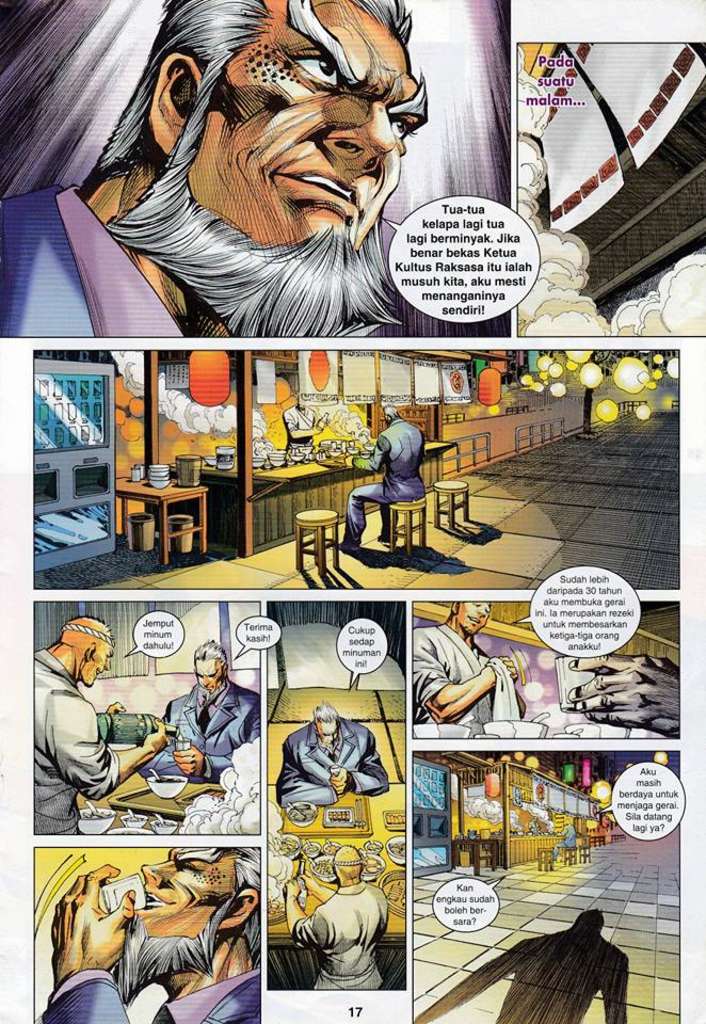 Tua-tua
kelapa lagi tua
lagi berminyak. Jika
benar bekas Ketua
Kultus Raksasa itu ialah
musuh kita, aku mesti
menanganinya
sendiri!
Pada
suatu
malam...
Jemput
minum
dahulu!
Terima
kasih!
Cukup
sedap
minuman
ini!
Sudah lebih
daripada 30 tahun
aku membuka gerai
ini. Ia merupakan rezeki
untuk membesarkan
ketiga-tiga orang
anakku!
Kan
engkau sudah
boleh ber-
sara?
Aku
masih
berdaya untuk
menjaga gerai.
Sila datang
lagi ya?
17